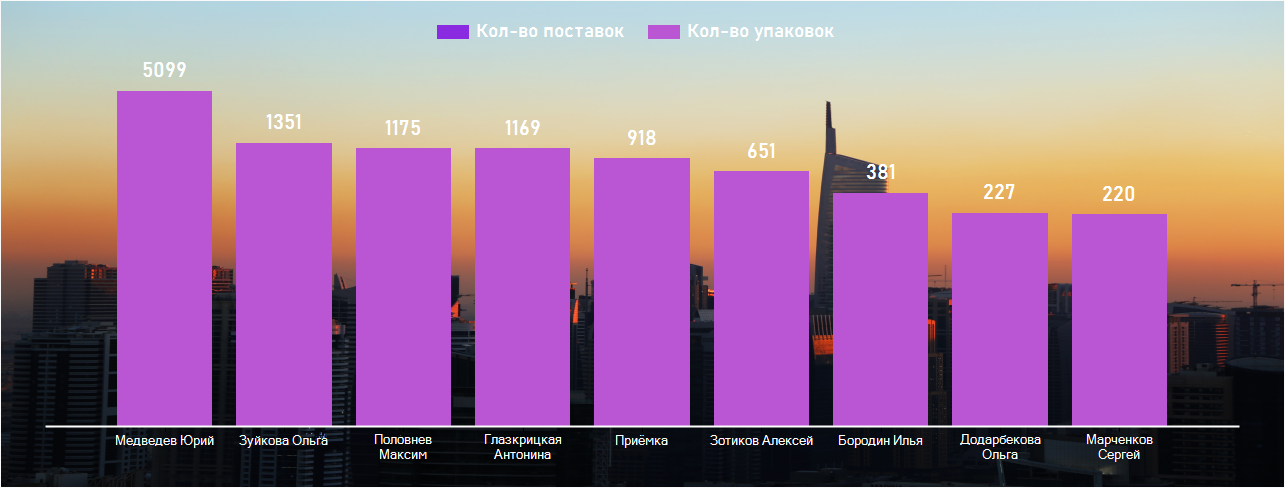 Кол-во поставок Кол-во упаковок
5099
1351
1175
1169
918
651
381
227
220
Медведев Юрий
Зуйкова Ольга
Половнев
Максим
Глазкрицкая
Антонина
Приёмка
Зотиков Алексей
Бородин Илья
Додарбекова
Ольга
Марченков
Сергей